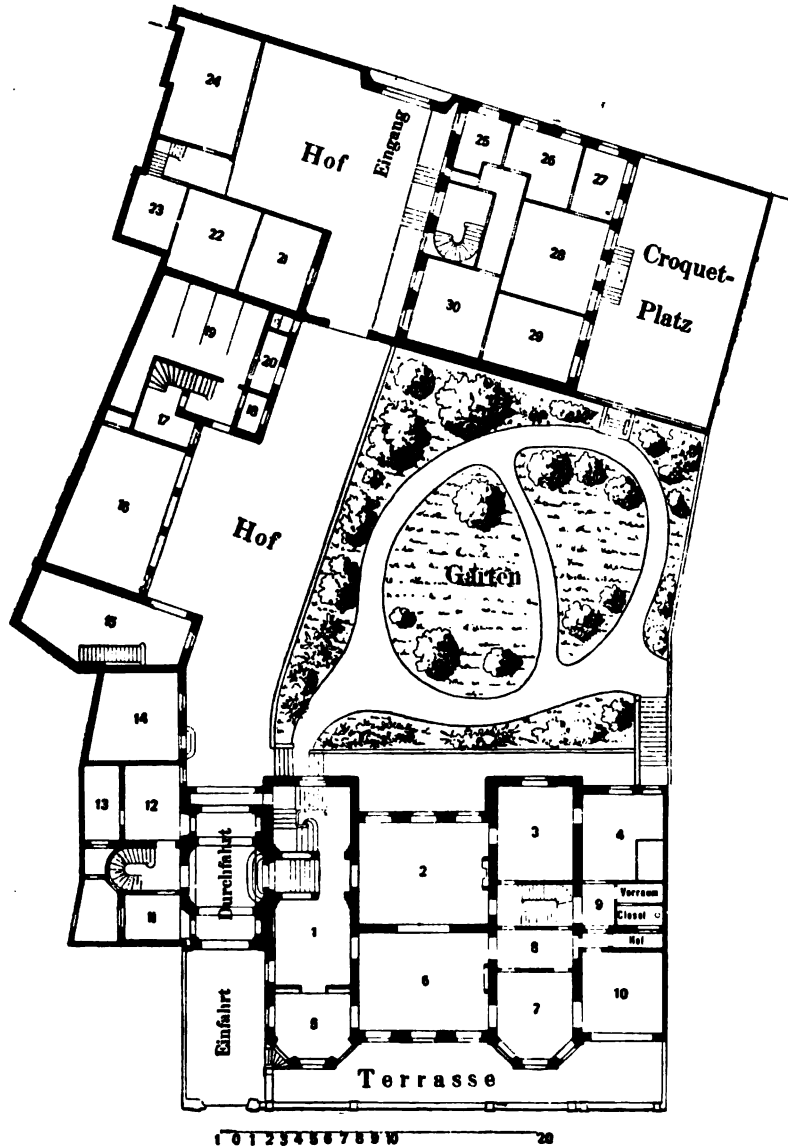 24
Hof
Eingang
25
26
27
23
22
21
28
Croquet-
Platz
30
29
19
20
17
18
16
Hof
Garten
15
14
13
12
Durchfahrt
3
4
2
Vorraum
9
Closet
11
1
8
Hof
6
7
10
5
Einfahrt
Terrasse
1 0 1 2 3 4 5 6 7 8 9 10 20